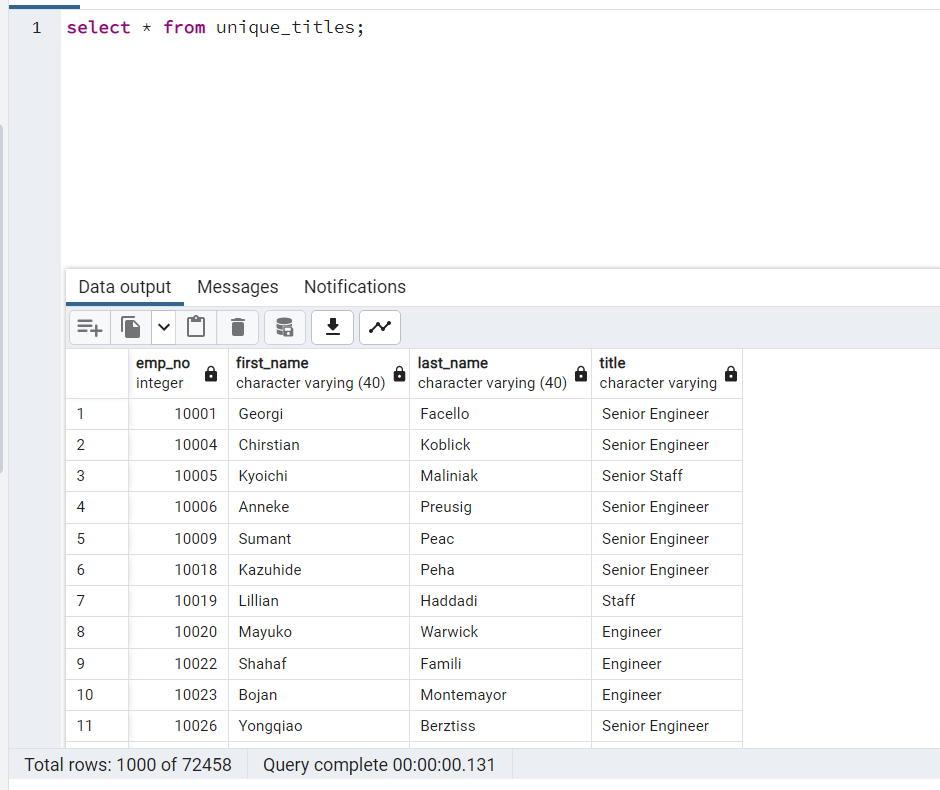 1 select * from unique_titles;
Data output Messages Notifications
emp_no first_name last_name title
integer character varying (40) character varying (40) character varying
1 10001 Georgi Facello Senior Engineer
2 10004 Chirstian Koblick Senior Engineer
3 10005 Kyoichi Maliniak Senior Staff
4 10006 Anneke Preusig Senior Engineer
5 10009 Sumant Peac Senior Engineer
6 10018 Kazuhide Peha Senior Engineer
7 10019 Lillian Haddadi Staff
8 10020 Mayuko Warwick Engineer
9 10022 Shahaf Famili Engineer
10 10023 Bojan Montemayor Engineer
11 10026 Yongqiao Berztiss Senior Engineer
Total rows: 1000 of 72458 Query complete 00:00:00.131